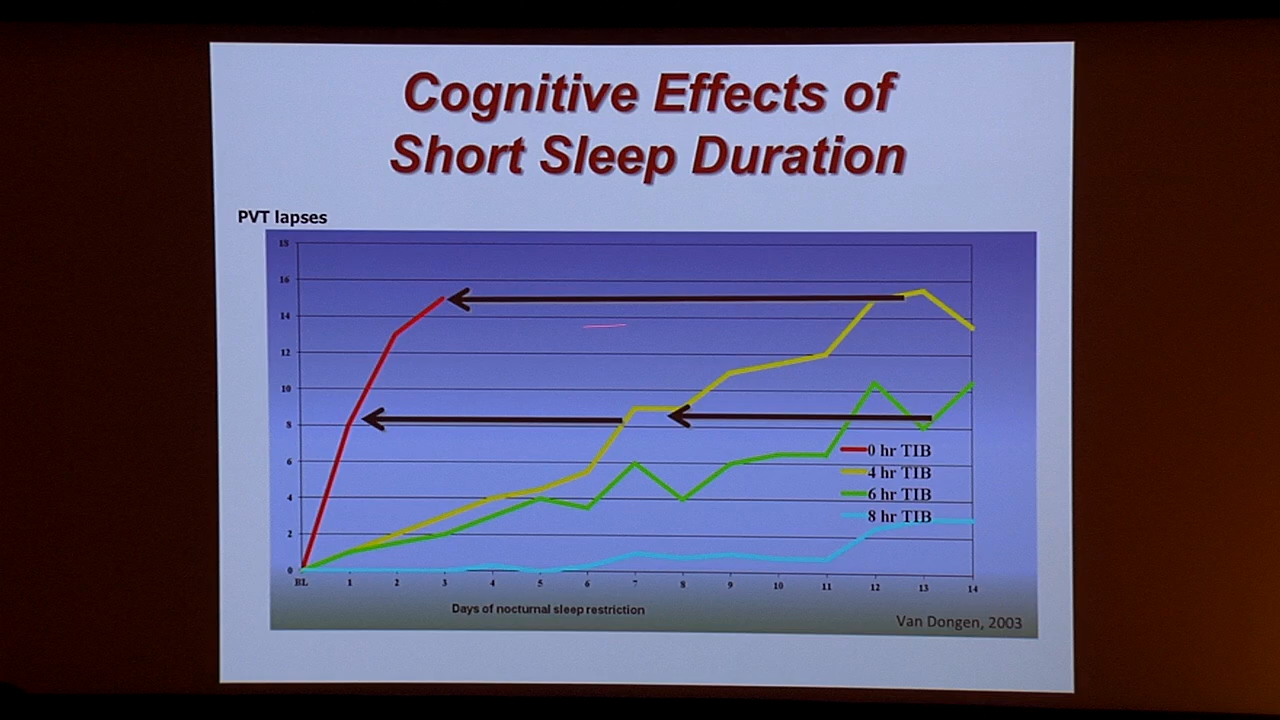 Cognitive Effects of
Short Sleep Duration
PVT lapses
18
16
14
12
10
8
6
4
2
0
0 hr TIB
4 hr TIB
6 hr TIB
8 hr TIB
BL 1 2 3 4 5 6 7 8 9 10 11 12 13 14
Days of nocturnal sleep restriction
Van Dongen, 2003